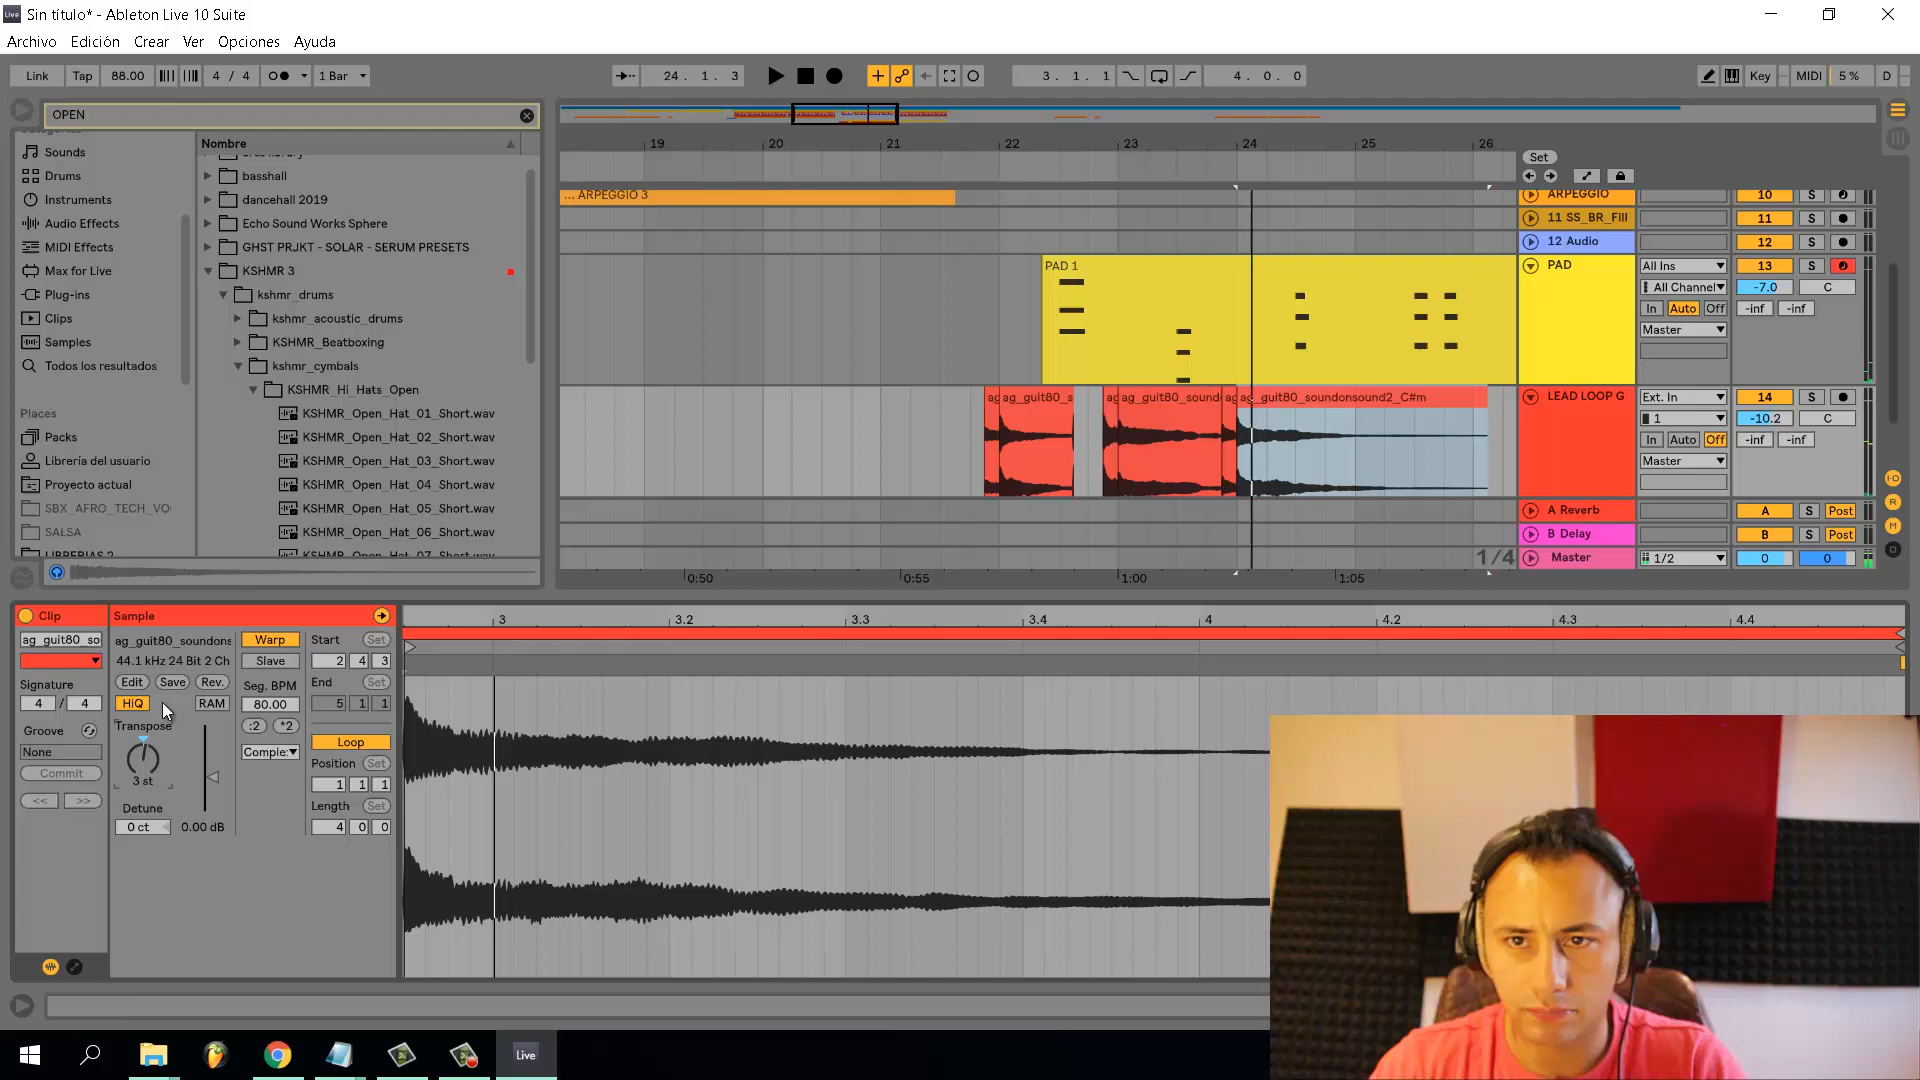 Live
Sin título* - Ableton Live 10 Suite
Archivo Edición Crear Ver Opciones Ayuda
Link Tap 88.00 4 / 4 1 Bar 24 . 1 . 3 3 . 1 . 1 4 . 0 . 0 Key MIDI 5 % D
OPEN
Nombre
Sounds
Drums
Instruments
Audio Effects
MIDI Effects
Max for Live
Plug-ins
Clips
Samples
Todos los resultados
Places
Packs
Librería del usuario
Proyecto actual
SBX_AFRO_TECH_VO
SALSA
LIBRERIAS 2
basshall
dancehall 2019
Echo Sound Works Sphere
GHST PRJKT - SOLAR - SERUM PRESETS
KSHMR 3
kshmr_drums
kshmr_acoustic_drums
KSHMR_Beatboxing
kshmr_cymbals
KSHMR_Hi_Hats_Open
KSHMR_Open_Hat_01_Short.wav
KSHMR_Open_Hat_02_Short.wav
KSHMR_Open_Hat_03_Short.wav
KSHMR_Open_Hat_04_Short.wav
KSHMR_Open_Hat_05_Short.wav
KSHMR_Open_Hat_06_Short.wav
KSHMR_Open_Hat_07_Short.wav
19 20 21 22 23 24 25 26
Set
... ARPEGGIO 3
ARPEGGIO 10 S
11 SS_BR_Fill 11 S
12 Audio 12 S
PAD 1
PAD All Ins 13 S
All Channel -7.0 C
In Auto Off -inf -inf
Master
ag ag_guit80_s ag ag_guit80_sound ag ag_guit80_soundonsound2_C#m
LEAD LOOP G Ext. In 14 S
1 -10.2 C
In Auto Off -inf -inf
Master
A Reverb A S Post
B Delay B S Post
1/4
Master 1/2 0 0
0:50 0:55 1:00 1:05
I·D
R
M
D
Clip
ag_guit80_so
Signature
4 / 4
Groove
None
Commit
<< >>
Sample
ag_guit80_soundons
44.1 kHz 24 Bit 2 Ch
Edit Save Rev.
HiQ RAM
Transpose
3 st
Detune
0 ct 0.00 dB
Warp
Slave
Seg. BPM
80.00
:2 *2
Comple
Start Set
2 4 3
End Set
5 1 1
Loop
Position Set
1 1 1
Length Set
4 0 0
3 3.2 3.3 3.4 4 4.2 4.3 4.4
Live